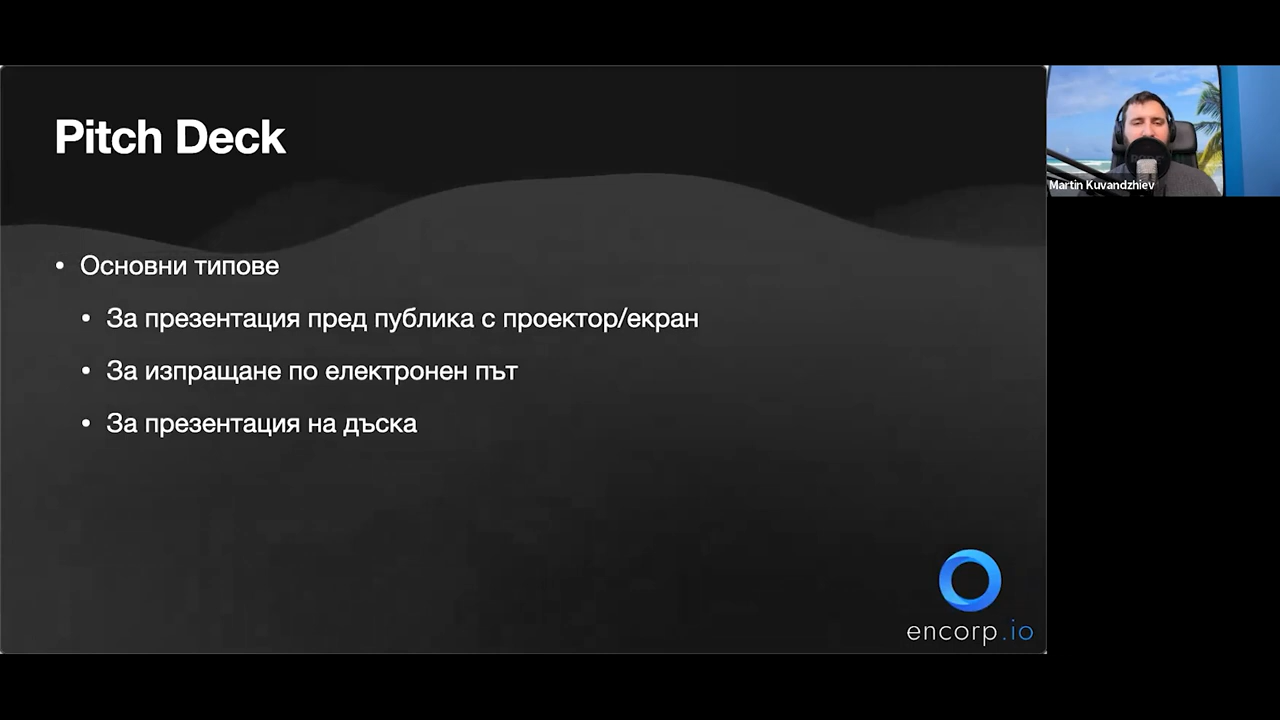 Pitch Deck
• Основни типове
• За презентация пред публика с проектор/екран
• За изпращане по електронен път
• За презентация на дъска
encorp.io
Martin Kuvandzhiev